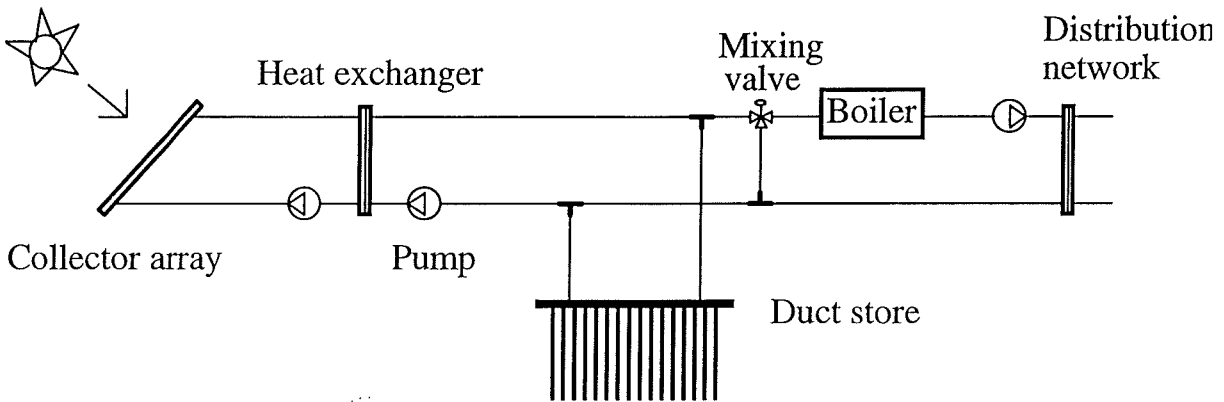 Distribution
network
Mixing
valve
Heat exchanger
Boiler
Collector array
Pump
Duct store